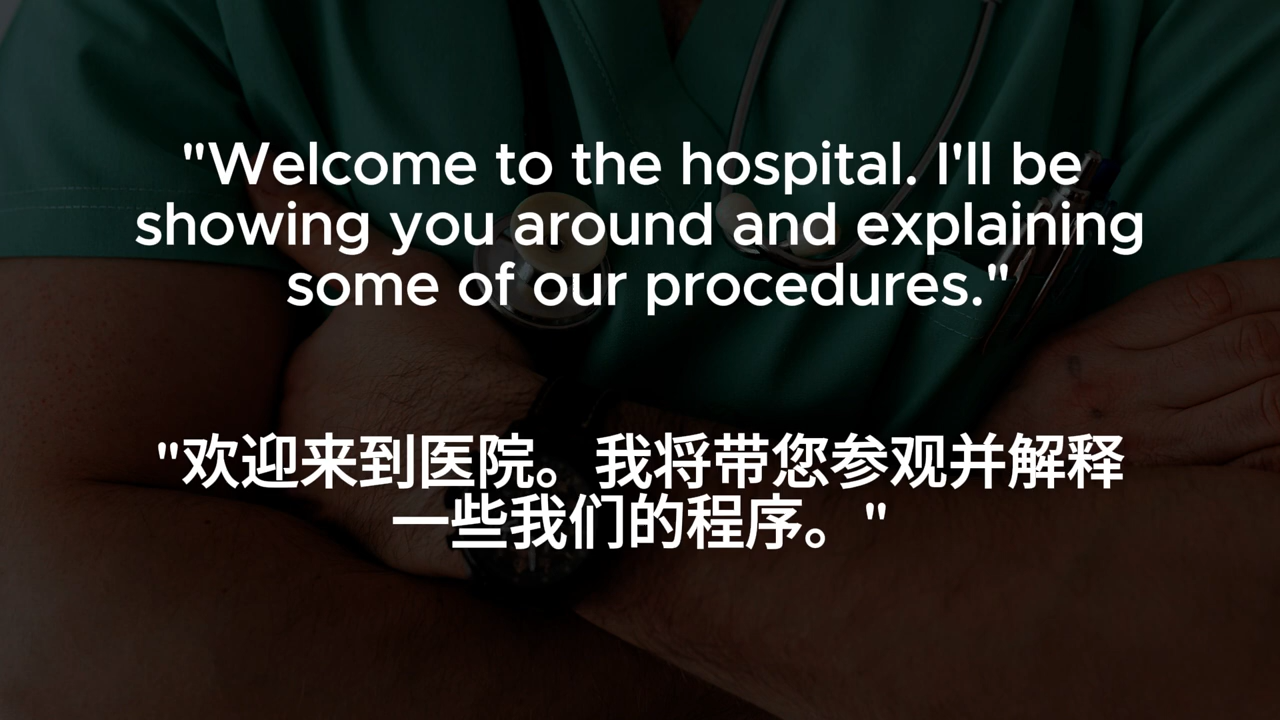 "Welcome to the hospital. I'll be
showing you around and explaining
some of our procedures."
"欢迎来到医院。我将带您参观并解释
一些我们的程序。"